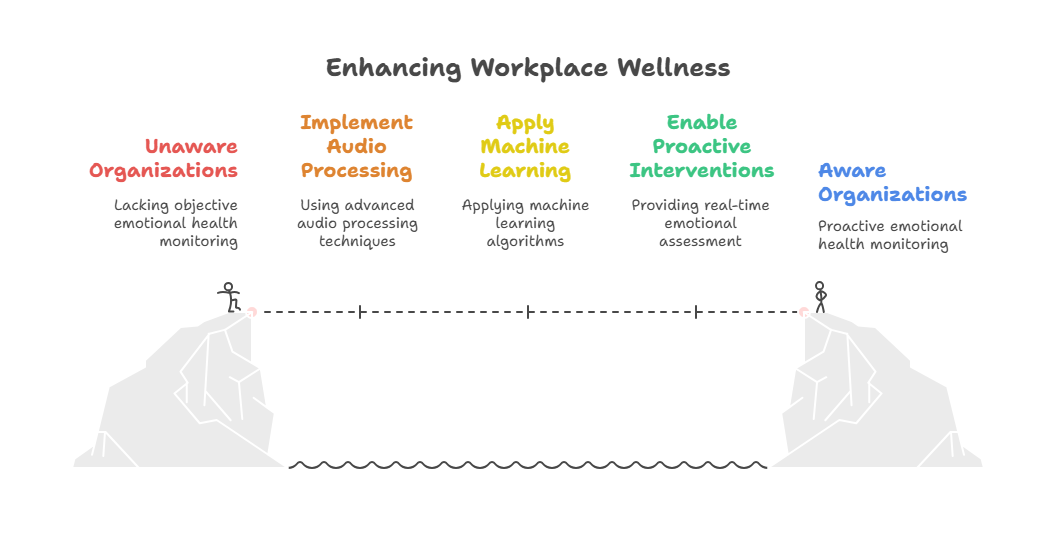 Enhancing Workplace Wellness
Unaware
Organizations
Lacking objective
emotional health
monitoring
Implement
Audio
Processing
Using advanced
audio processing
techniques
Apply
Machine
Learning
Applying machine
learning
algorithms
Enable
Proactive
Interventions
Providing real-time
emotional
assessment
Aware
Organizations
Proactive emotional
health monitoring